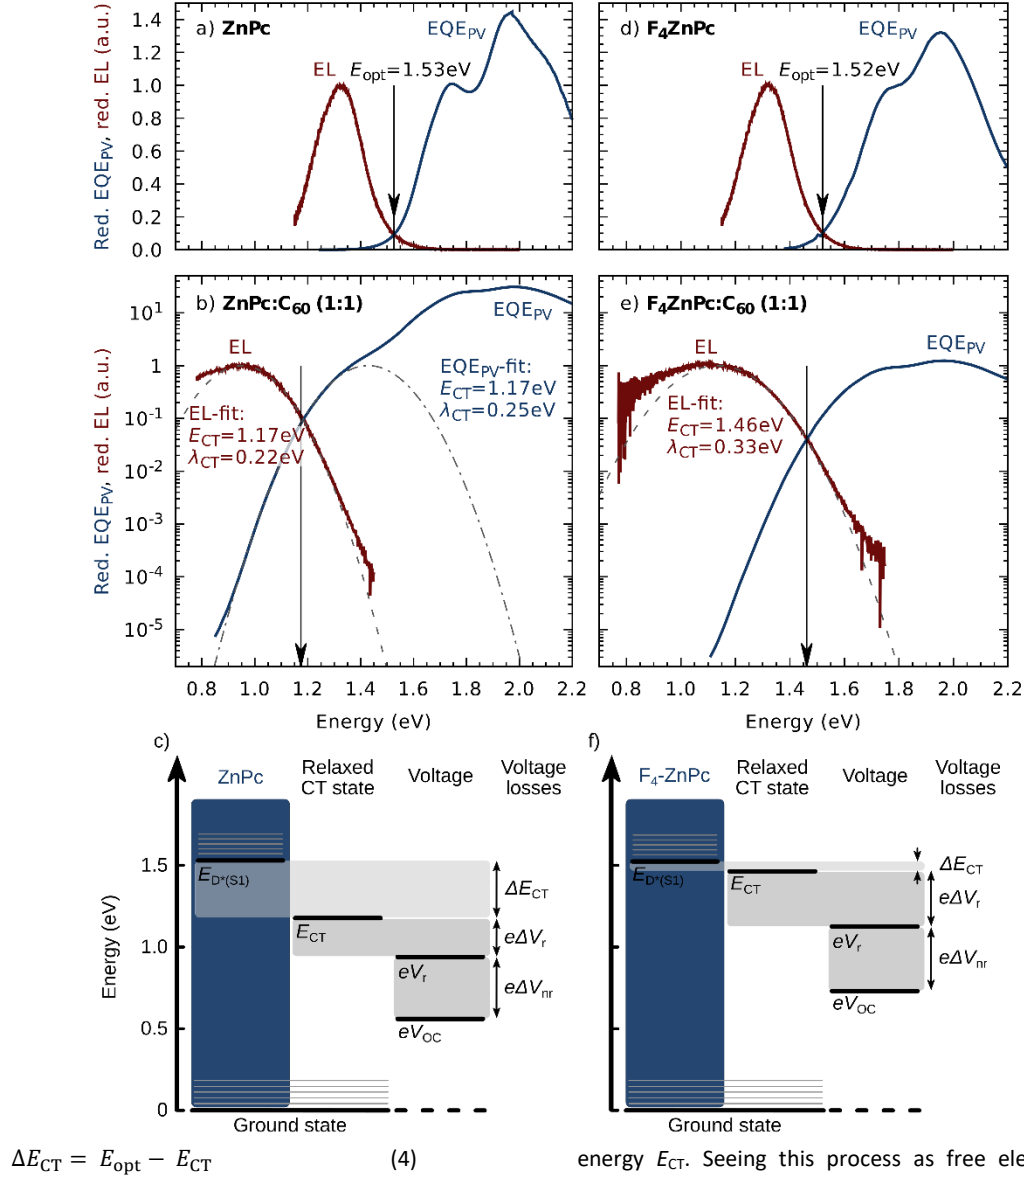 a) ZnPc
EQE_PV
EL
E_opt=1.53eV
Red. EQE_PV, red. EL (a.u.)
1.4
1.2
1.0
0.8
0.6
0.4
0.2
0.0
d) F₄ZnPc
EQE_PV
EL
E_opt=1.52eV
b) ZnPc:C₆₀ (1:1)
EQE_PV
EL
EL-fit:
E_CT=1.17eV
λ_CT=0.22eV
EQE_PV-fit:
E_CT=1.17eV
λ_CT=0.25eV
Red. EQE_PV, red. EL (a.u.)
10¹
1
10⁻¹
10⁻²
10⁻³
10⁻⁴
10⁻⁵
0.8 1.0 1.2 1.4 1.6 1.8 2.0
Energy (eV)
e) F₄ZnPc:C₆₀ (1:1)
EL
EQE_PV
EL-fit:
E_CT=1.46eV
λ_CT=0.33eV
0.8 1.0 1.2 1.4 1.6 1.8 2.0 2.2
Energy (eV)
c)
ZnPc
Relaxed
CT state
Voltage
Voltage
losses
Energy (eV)
1.5
1.0
0.5
0
E_D*(S1)
E_CT
eV_r
eV_OC
ΔE_CT
eΔV_r
eΔV_nr
Ground state
f)
F₄-ZnPc
Relaxed
CT state
Voltage
Voltage
losses
1.5
1.0
0.5
0
E_D*(S1)
E_CT
eV_r
eV_OC
ΔE_CT
eΔV_r
eΔV_nr
Ground state
ΔE_CT = E_opt − E_CT (4)
energy E_CT. Seeing this process as free ele